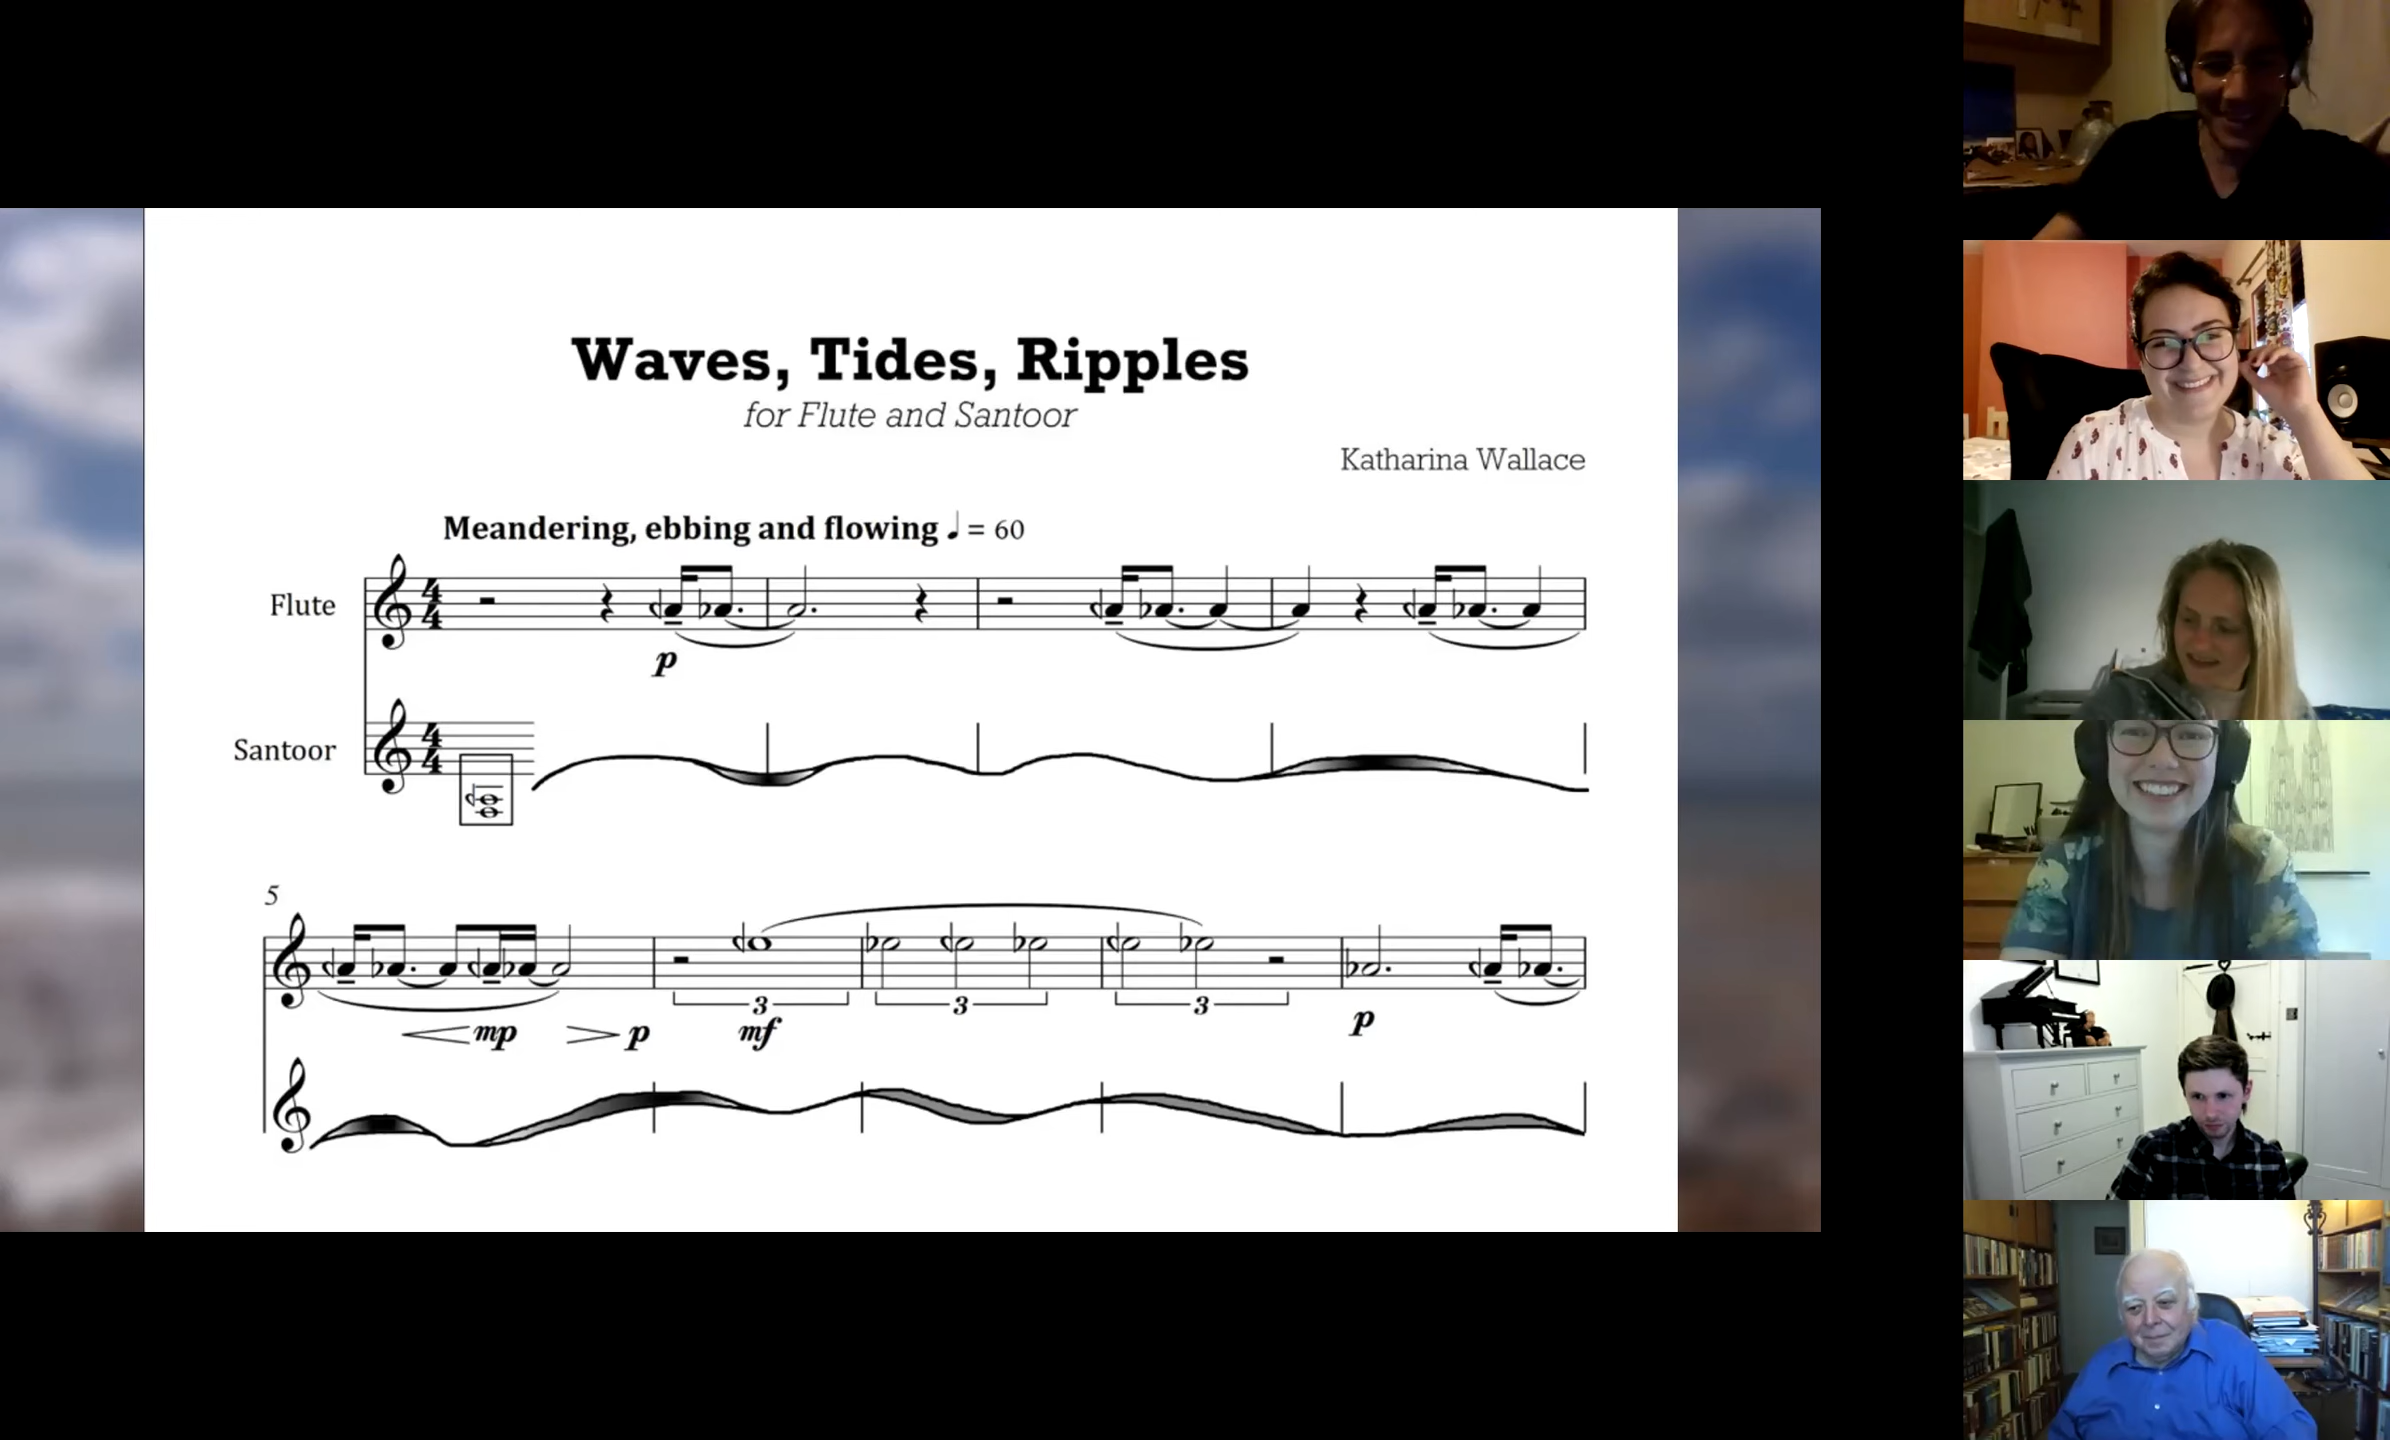 Waves, Tides, Ripples
for Flute and Santoor
Katharina Wallace
Meandering, ebbing and flowing ♩ = 60
Flute
p
Santoor
5
3
3
3
mp
p
mf
p